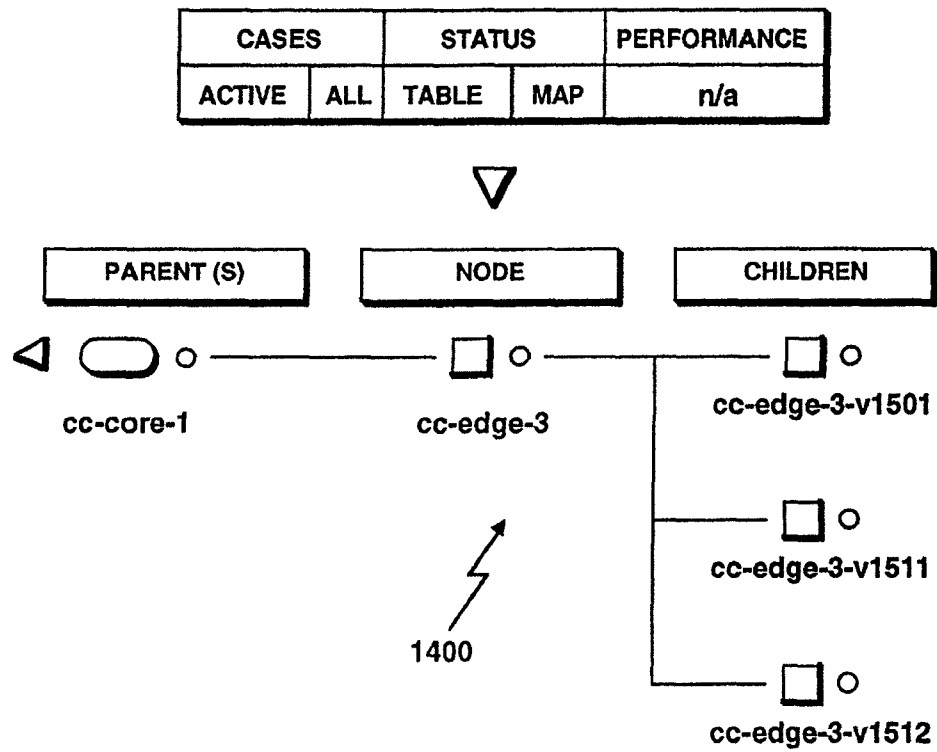 CASES STATUS PERFORMANCE
ACTIVE ALL TABLE MAP n/a
PARENT (S) NODE CHILDREN
cc-core-1 cc-edge-3 cc-edge-3-v1501
cc-edge-3-v1511
1400
cc-edge-3-v1512